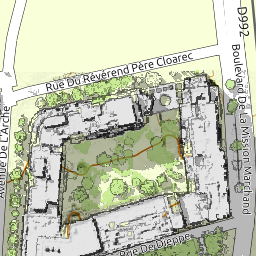 D992
Rue Du Révérend Père Cloarec
Boulevard De La Mission Marchand
Avenue De L'Arche
Rue De Dieppe